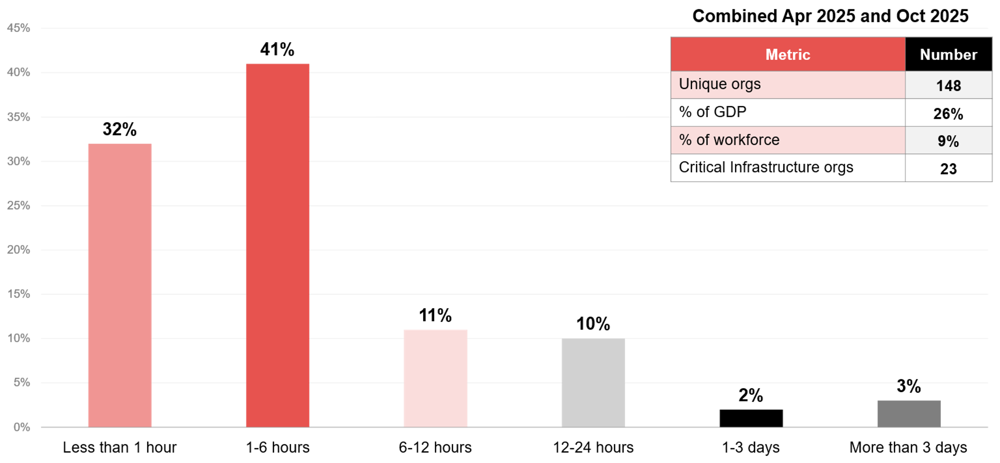 Combined Apr 2025 and Oct 2025
Metric Number
Unique orgs 148
% of GDP 26%
% of workforce 9%
Critical Infrastructure orgs 23
45%
40%
35%
30%
25%
20%
15%
10%
5%
0%
32%
41%
11%
10%
2%
3%
Less than 1 hour
1-6 hours
6-12 hours
12-24 hours
1-3 days
More than 3 days